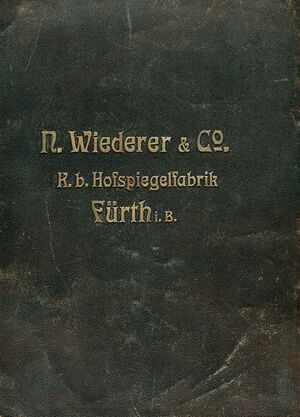 N. Wiederer & Co.
K. b. Hofspiegelfabrik
Fürth i. B.